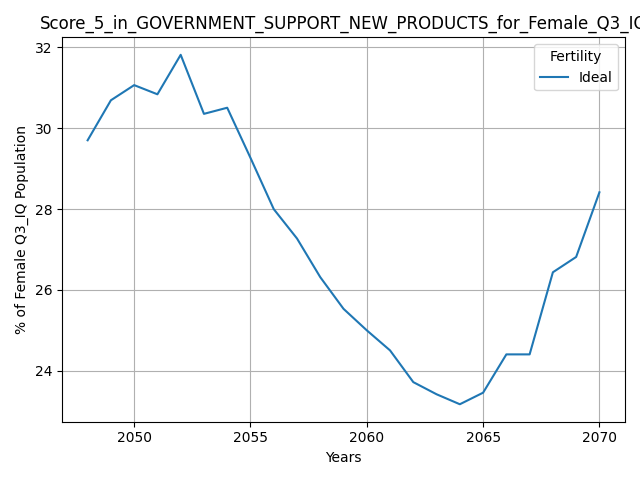 Score_5_in_GOVERNMENT_SUPPORT_NEW_PRODUCTS_for_Female_Q3_IQ
Fertility
Ideal
32
30
28
26
24
% of Female Q3_IQ Population
2050 2055 2060 2065 2070
Years